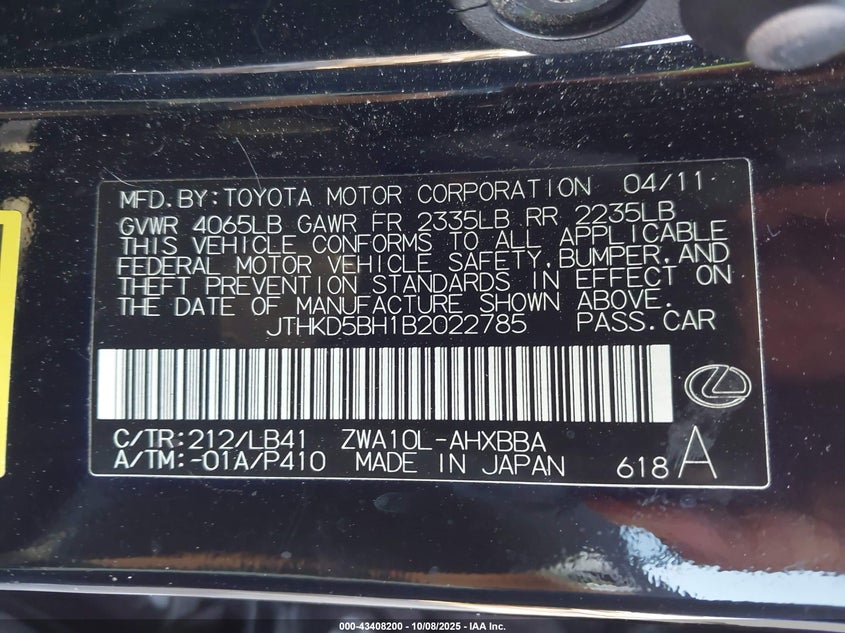 MFD.BY:TOYOTA MOTOR CORPORATION 04/11
GVWR 4065LB GAWR FR 2335LB RR 2235LB
THIS VEHICLE CONFORMS TO ALL APPLICABLE
FEDERAL MOTOR VEHICLE SAFETY,BUMPER,AND
THEFT PREVENTION STANDARDS IN EFFECT ON
THE DATE OF MANUFACTURE SHOWN ABOVE.
JTHKD5BH1B2022785 PASS.CAR
C/TR:212/LB41 ZWA10L-AHXBBA
A/TM:-01A/P410 MADE IN JAPAN 618 A
000-43408200 - 10/08/2025 - IAA Inc.